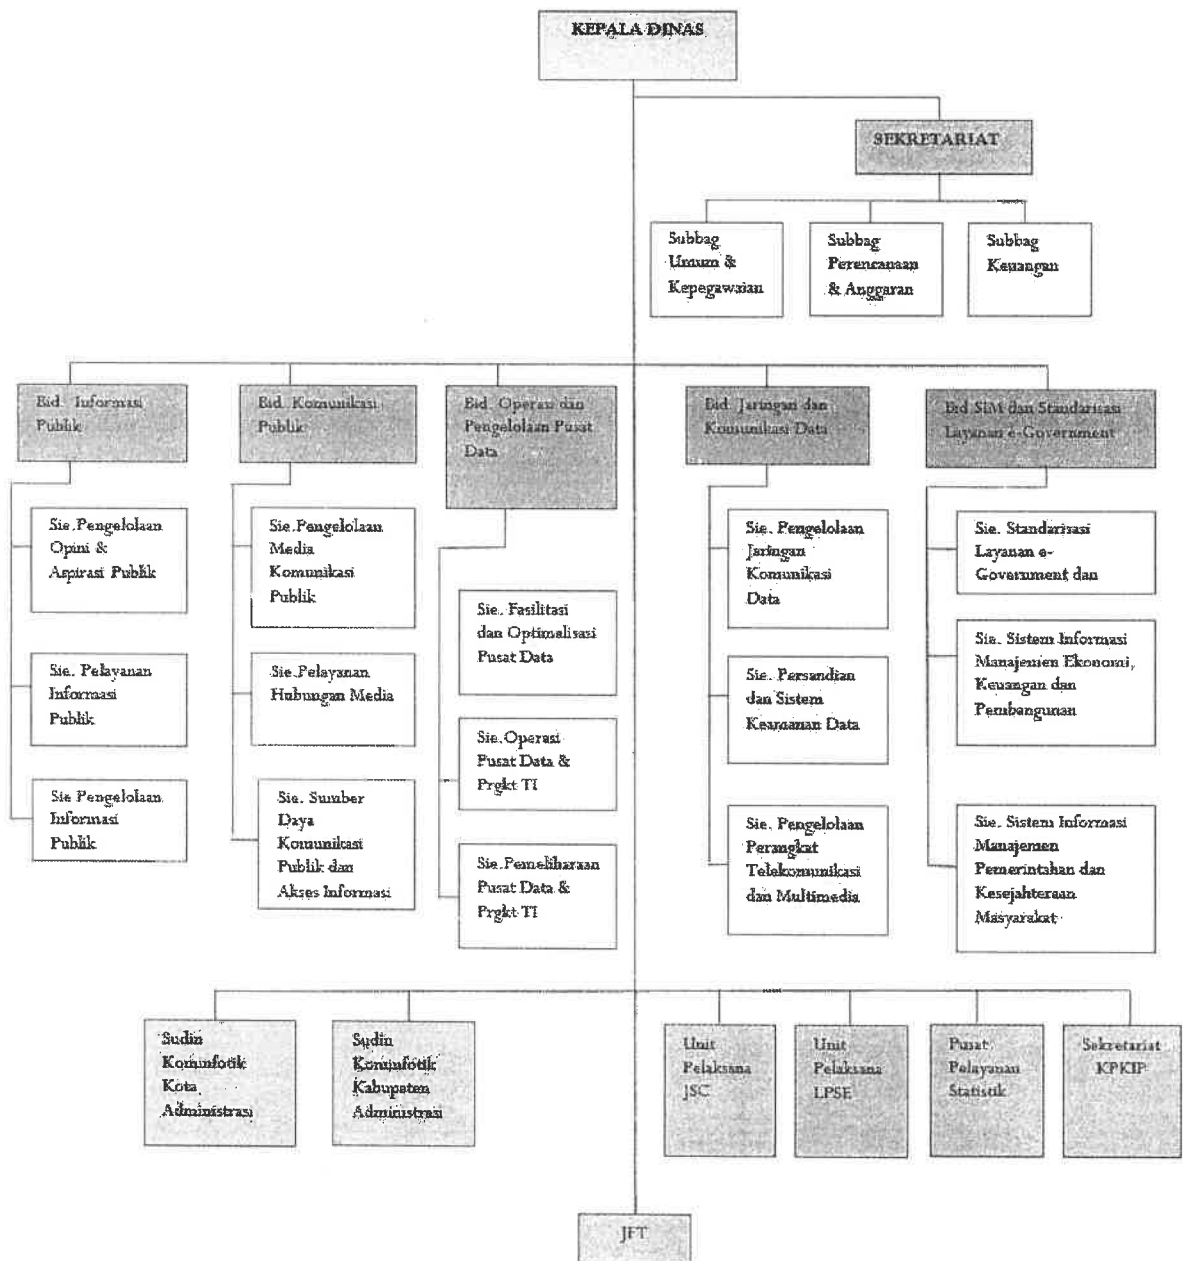 KEPALA DINAS
SEKRETARIAT
Subbag
Umum &
Kepegawaian
Subbag
Perencanaan
& Anggaran
Subbag
Keuangan
Bid. Informasi
Publik
Bid. Komunikasi
Publik
Bid. Operasi dan
Pengelolaan Pusat
Data
Bid. Jaringan dan
Komunikasi Data
Bid SIM dan Standarisasi
Layanan e-Government
Sie.Pengelolaan
Opini &
Aspirasi Publik
Sie. Pelayanan
Informasi
Publik
Sie Pengelolaan
Informasi
Publik
Sie.Pengelolaan
Media
Komunikasi
Publik
Sie.Pelayanan
Hubungan Media
Sie. Sumber
Daya
Komunikasi
Publik dan
Akses Informasi
Sie. Fasilitasi
dan Optimalisasi
Pusat Data
Sie.Operasi
Pusat Data &
Prgkt TI
Sie.Pemeliharaan
Pusat Data &
Prgkt TI
Sie. Pengelolaan
Jaringan
Komunikasi
Data
Sie. Persandian
dan Sistem
Keamanan Data
Sie. Pengelolaan
Perangkat
Telekomunikasi
dan Multimedia
Sie. Standarisasi
Layanan e-
Government dan
Sie. Sistem Informasi
Manajemen Ekonomi,
Keuangan dan
Pembangunan
Sie. Sistem Informasi
Manajemen
Pemerintahan dan
Kesejahteraan
Masyarakat
Sudin
Kominfotik
Kota
Administrasi
Sudin
Kominfotik
Kabupaten
Administrasi
Unit
Pelaksana
JSC
Unit
Pelaksana
LPSE
Pusat
Pelayanan
Statistik
Sekretariat
KPKIP
JFT